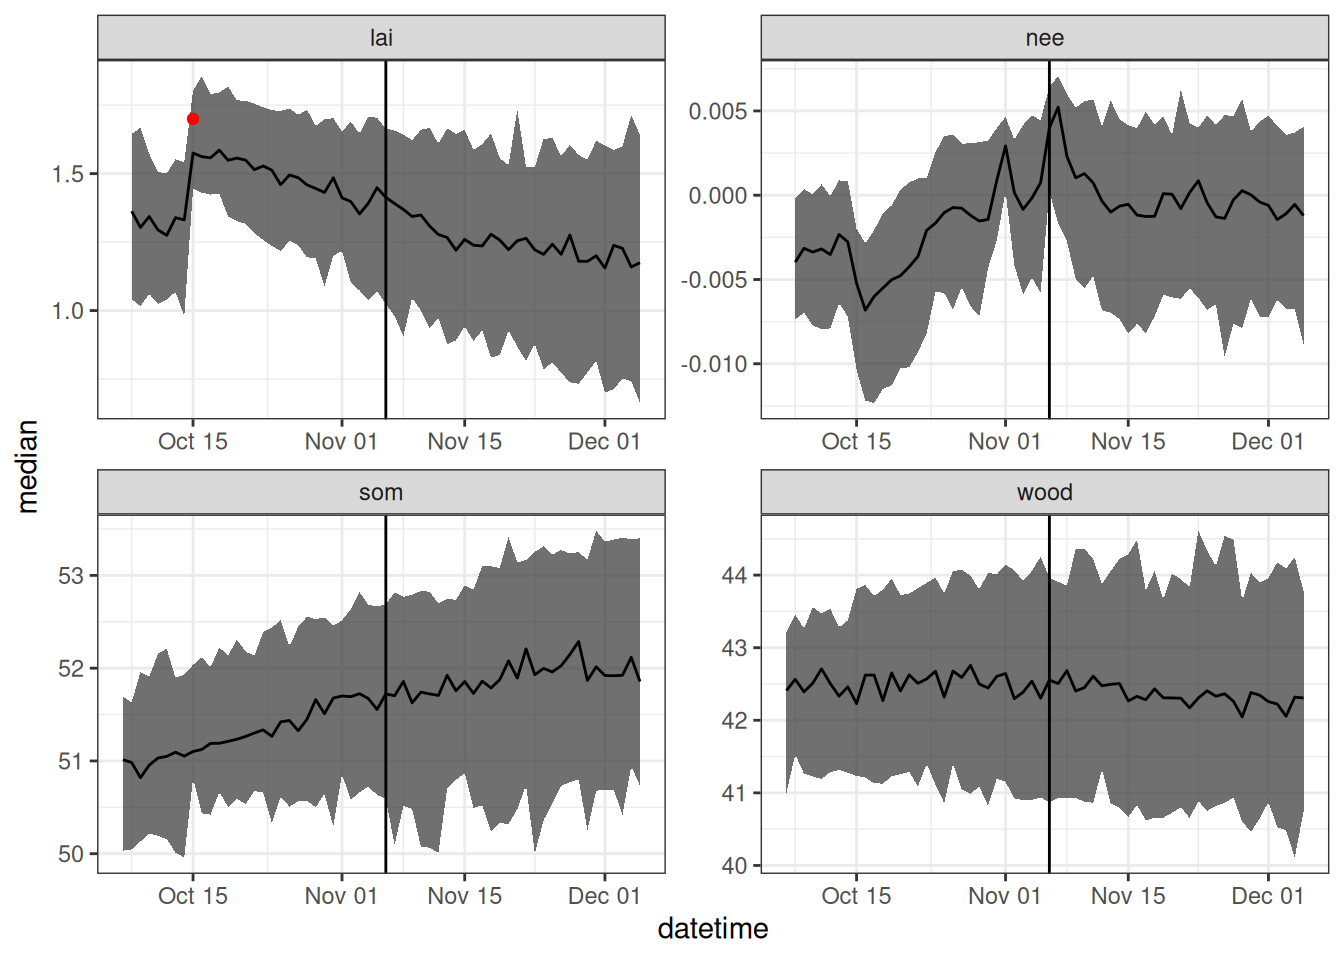 lai
nee
1.5
1.0
0.005
0.000
-0.005
-0.010
Oct 15 Nov 01 Nov 15 Dec 01
Oct 15 Nov 01 Nov 15 Dec 01
median
som
wood
53
52
51
50
44
43
42
41
40
Oct 15 Nov 01 Nov 15 Dec 01
Oct 15 Nov 01 Nov 15 Dec 01
datetime